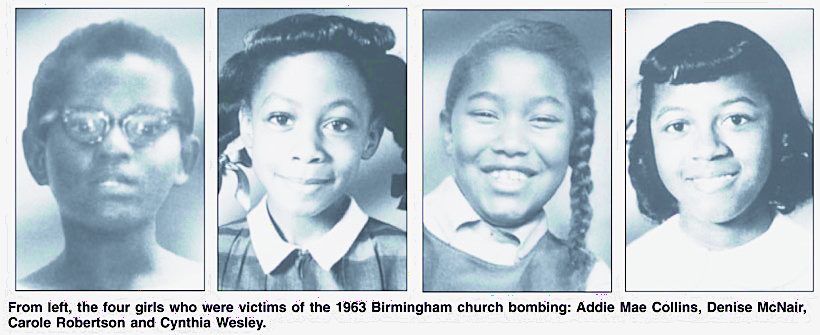 From left, the four girls who were victims of the 1963 Birmingham church bombing: Addie Mae Collins, Denise McNair,
Carole Robertson and Cynthia Wesley.